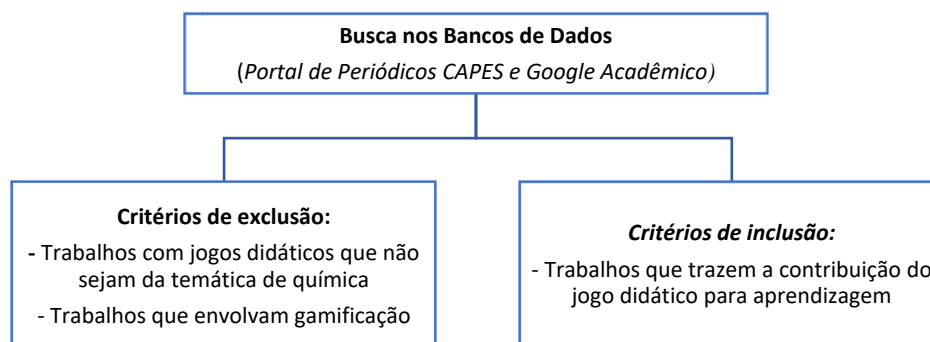 Busca nos Bancos de Dados
(Portal de Periódicos CAPES e Google Acadêmico)
Critérios de exclusão:
- Trabalhos com jogos didáticos que não
sejam da temática de química
- Trabalhos que envolvam gamificação
Critérios de inclusão:
- Trabalhos que trazem a contribuição do
jogo didático para aprendizagem